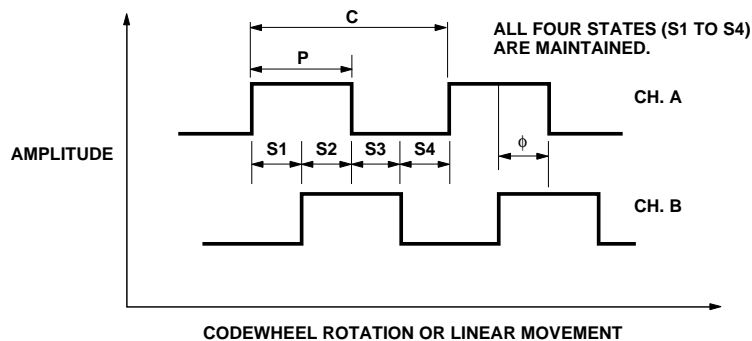 C
ALL FOUR STATES (S1 TO S4)
ARE MAINTAINED.
P
CH. A
AMPLITUDE
S1 S2 S3 S4
ϕ
CH. B
CODEWHEEL ROTATION OR LINEAR MOVEMENT